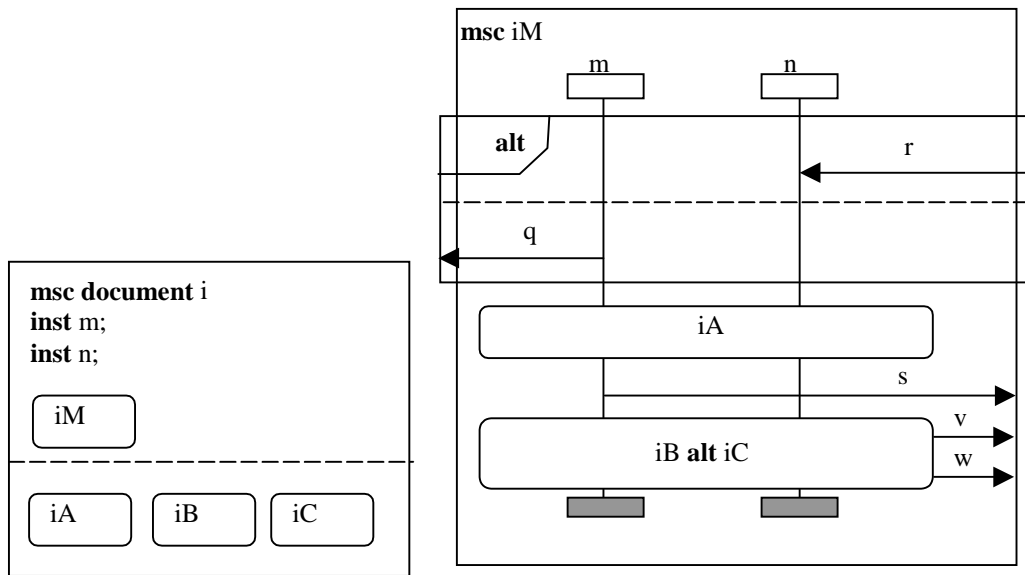 msc iM
m n
alt
r
q
iA
s
v
iB alt iC
w
msc document i
inst m;
inst n;
iM
iA iB iC